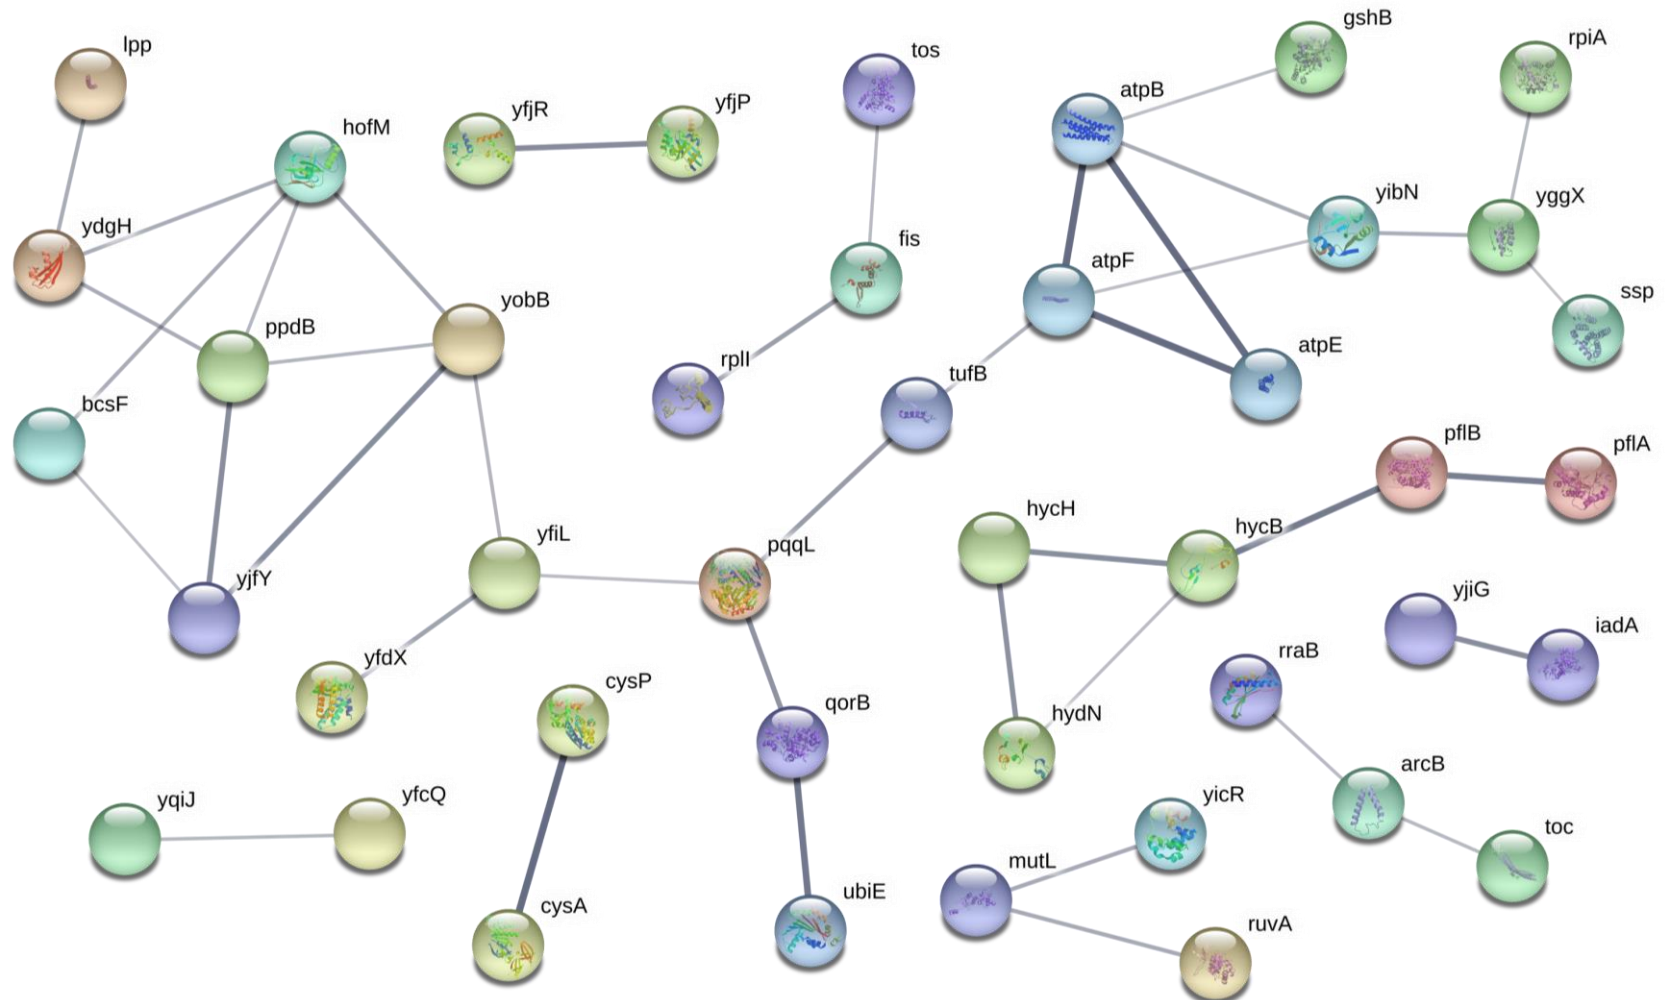 lpp
hofM
yfjR
yfjP
tos
gshB
atpB
rpiA
ydgH
fis
yibN
yggX
atpF
ppdB
yobB
rplI
tufB
atpE
ssp
bcsF
pflB
pflA
hycH
hycB
yfiL
pqqL
yjfY
yjiG
iadA
yfdX
cysP
qorB
hydN
rraB
yqiJ
yfcQ
yicR
arcB
toc
mutL
cysA
ubiE
ruvA